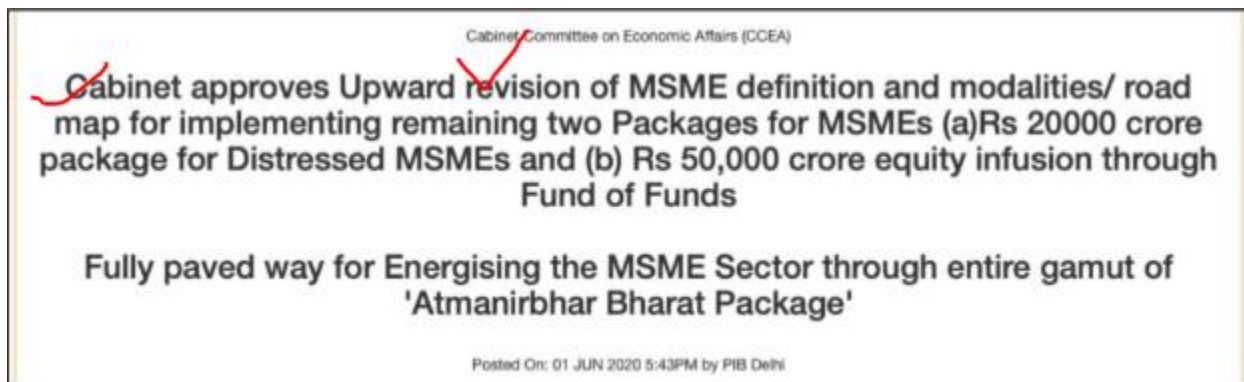 Cabinet Committee on Economic Affairs (CCEA)
Cabinet approves Upward revision of MSME definition and modalities/ road
map for implementing remaining two Packages for MSMEs (a)Rs 20000 crore
package for Distressed MSMEs and (b) Rs 50,000 crore equity infusion through
Fund of Funds
Fully paved way for Energising the MSME Sector through entire gamut of
'Atmanirbhar Bharat Package'
Posted On: 01 JUN 2020 5:43PM by PIB Delhi